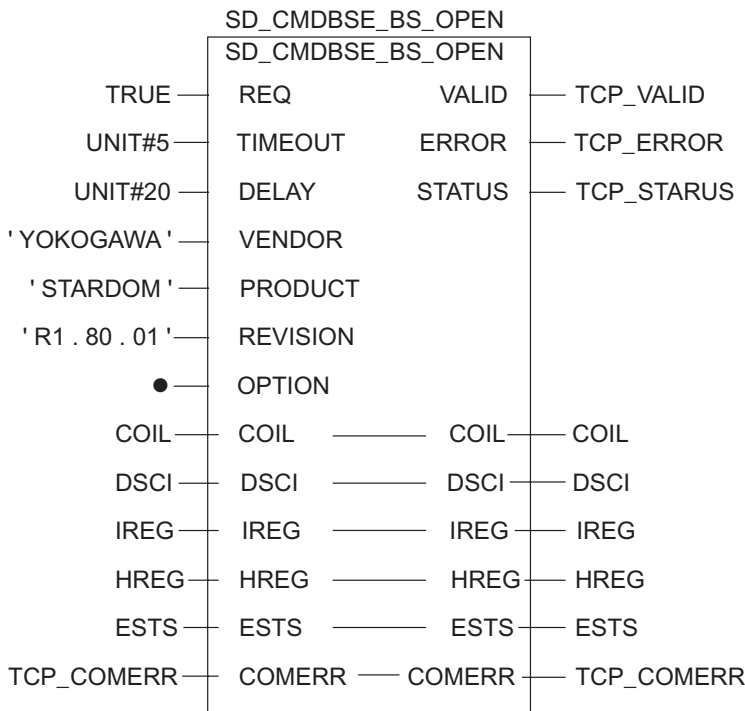 SD_CMDBSE_BS_OPEN
SD_CMDBSE_BS_OPEN
TRUE REQ VALID TCP_VALID
UNIT#5 TIMEOUT ERROR TCP_ERROR
UNIT#20 DELAY STATUS TCP_STARUS
' YOKOGAWA ' VENDOR
' STARDOM ' PRODUCT
' R1 . 80 . 01 ' REVISION
OPTION
COIL COIL COIL COIL
DSCI DSCI DSCI DSCI
IREG IREG IREG IREG
HREG HREG HREG HREG
ESTS ESTS ESTS ESTS
TCP_COMERR COMERR COMERR TCP_COMERR